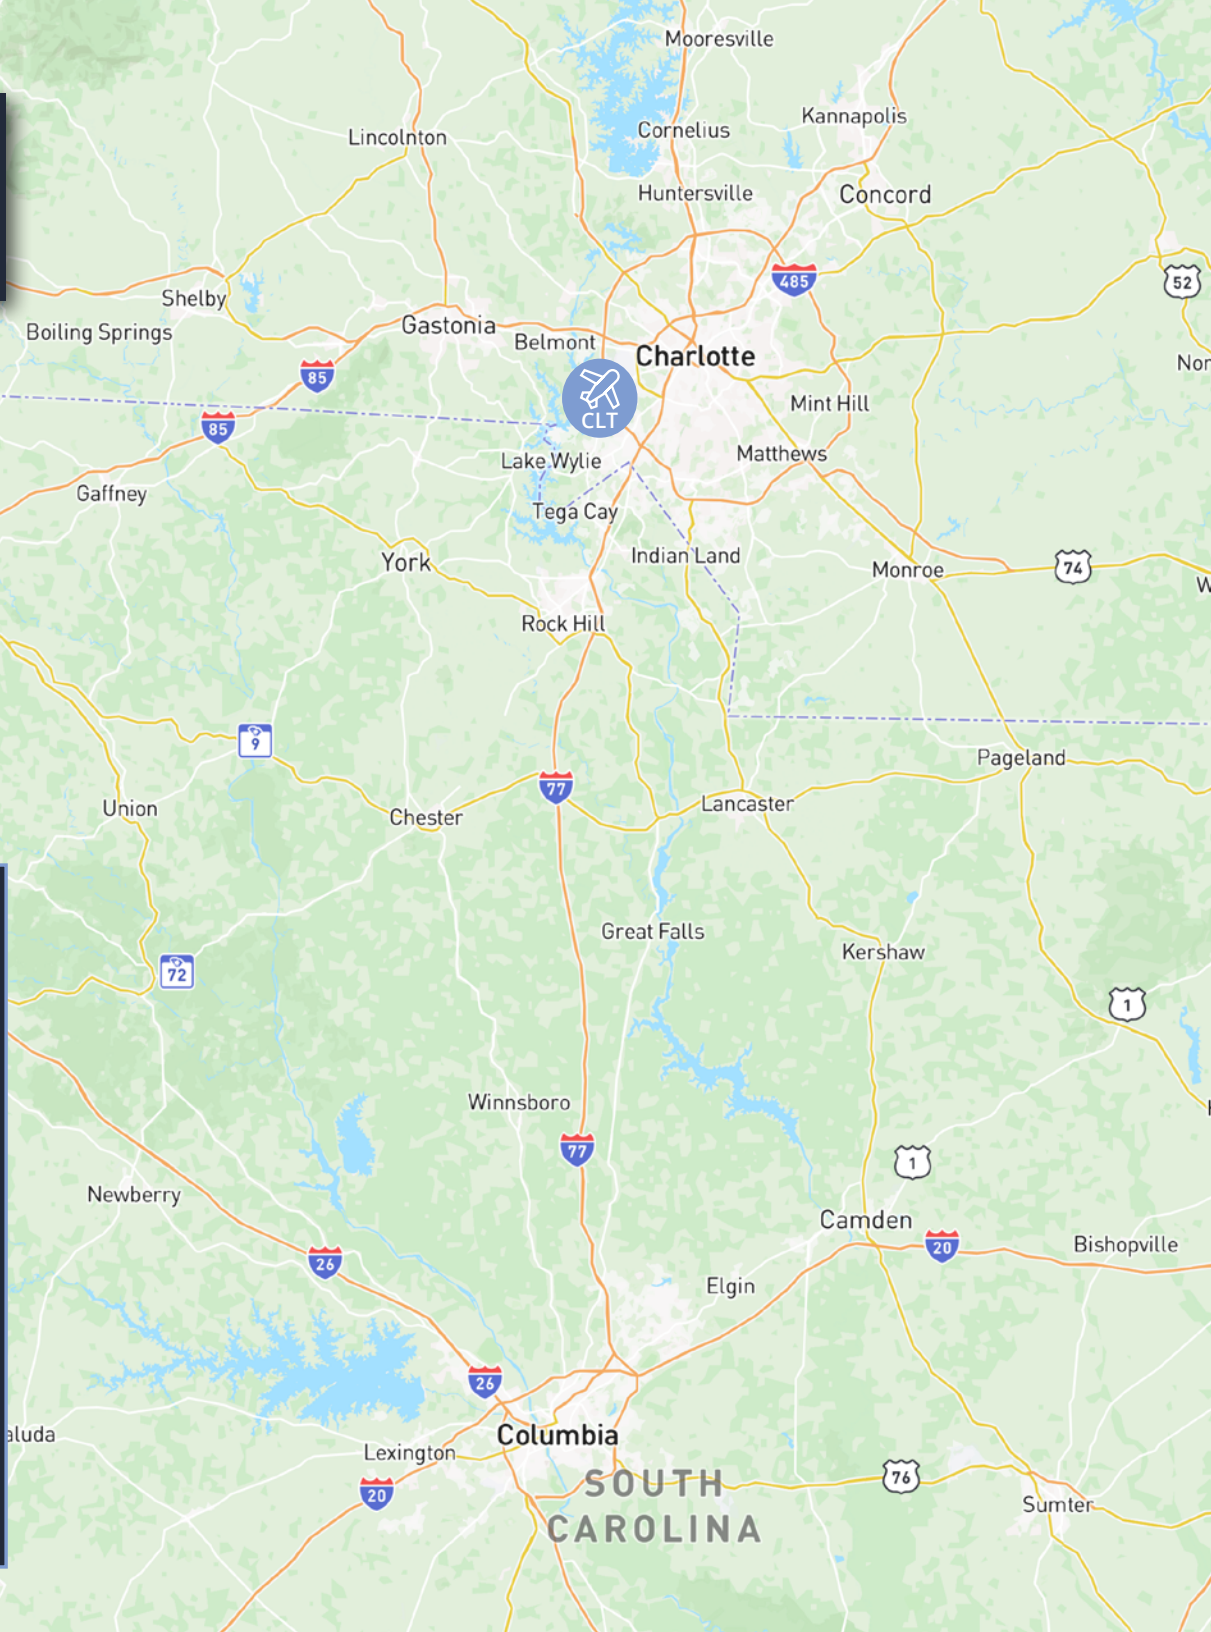 Mooresville
Kannapolis
Cornelius
Lincolnton
Huntersville
Concord
485
52
Shelby
Gastonia
Boiling Springs
Belmont
Charlotte
85
Mint Hill
CLT
85
Matthews
Lake Wylie
Gaffney
Tega Cay
Indian Land
York
Monroe
74
Rock Hill
9
Pageland
77
Lancaster
Union
Chester
Great Falls
Kershaw
72
1
Winnsboro
77
1
Newberry
Camden
Bishopville
20
26
Elgin
26
Columbia
aluda
Lexington
76
SOUTH
20
Sumter
CAROLINA